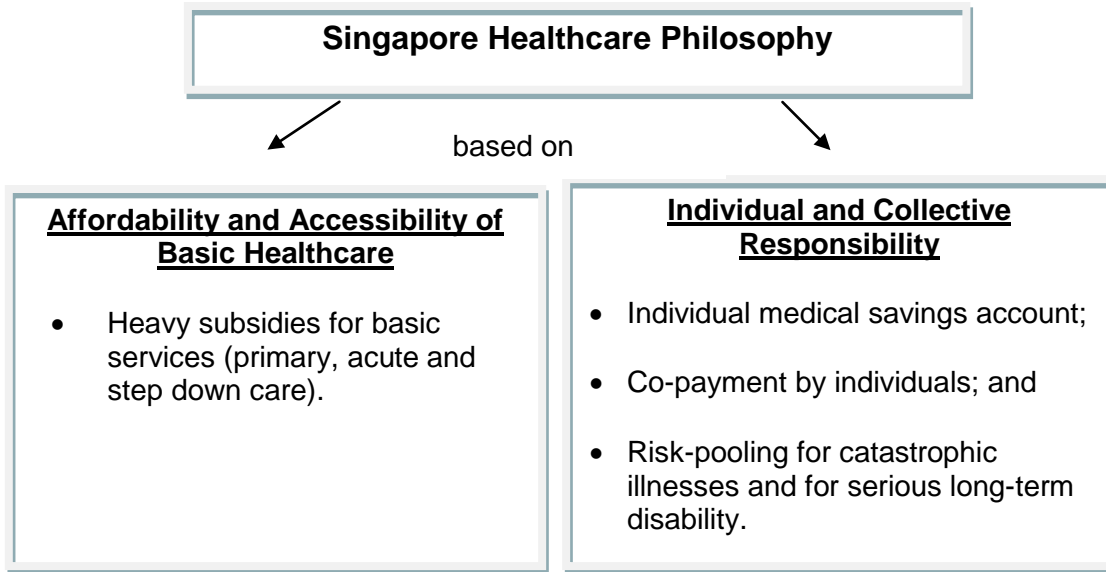 Singapore Healthcare Philosophy
based on
Affordability and Accessibility of
Basic Healthcare
• Heavy subsidies for basic
services (primary, acute and
step down care).
Individual and Collective
Responsibility
• Individual medical savings account;
• Co-payment by individuals; and
• Risk-pooling for catastrophic
illnesses and for serious long-term
disability.